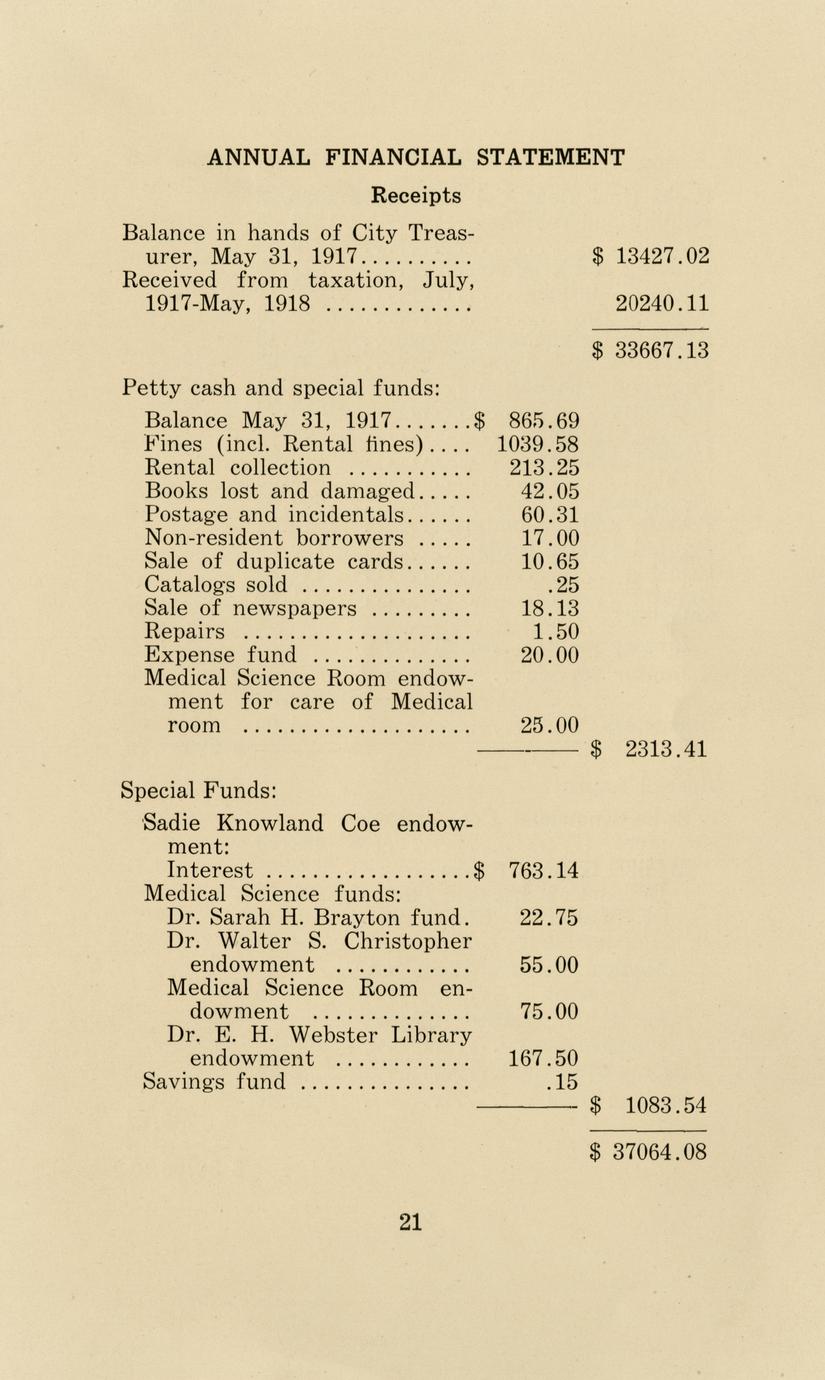 ANNUAL FINANCIAL STATEMENT
Receipts
Balance in hands of City Treas-
urer, May 31, 1917.......... $ 13427.02
Received from taxation, July,
1917-May, 1918 ............. 20240.11
$ 33667.13
Petty cash and special funds:
Balance May 31, 1917.......$ 865.69
Fines (incl. Rental fines).... 1039.58
Rental collection ........... 213.25
Books lost and damaged..... 42.05
Postage and incidentals...... 60.31
Non-resident borrowers ..... 17.00
Sale of duplicate cards...... 10.65
Catalogs sold ............... .25
Sale of newspapers ......... 18.13
Repairs .................... 1.50
Expense fund .............. 20.00
Medical Science Room endow-
ment for care of Medical
room .................... 25.00
$ 2313.41
Special Funds:
Sadie Knowland Coe endow-
ment:
Interest ..................$ 763.14
Medical Science funds:
Dr. Sarah H. Brayton fund. 22.75
Dr. Walter S. Christopher
endowment ............ 55.00
Medical Science Room en-
dowment .............. 75.00
Dr. E. H. Webster Library
endowment ............ 167.50
Savings fund ............... .15
$ 1083.54
$ 37064.08
21